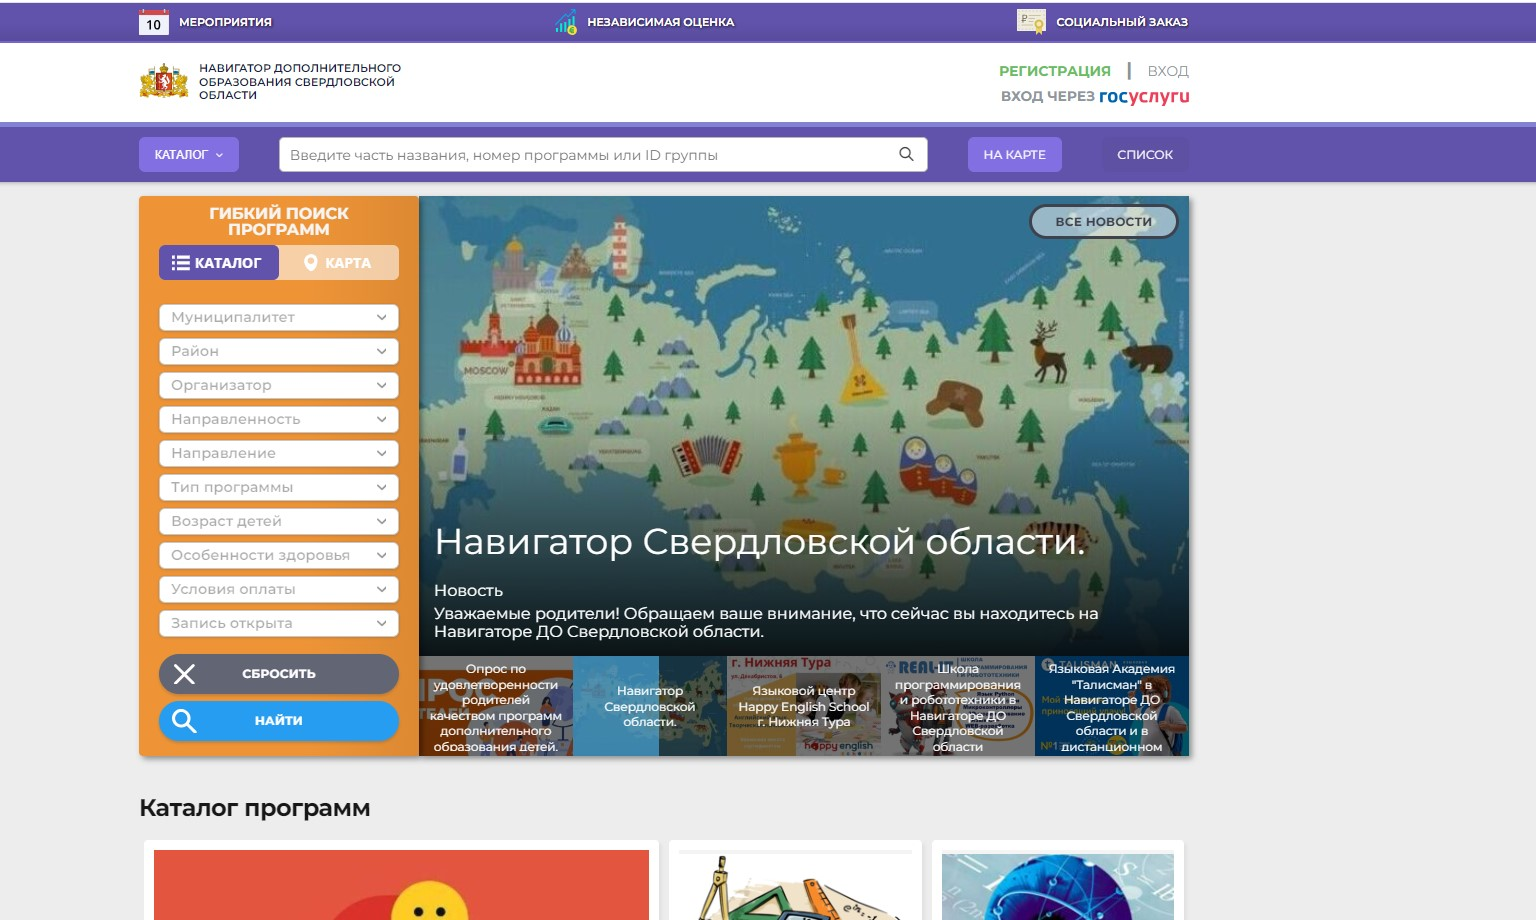 10 МЕРОПРИЯТИЯ
НЕЗАВИСИМАЯ ОЦЕНКА
СОЦИАЛЬНЫЙ ЗАКАЗ
НАВИГАТОР ДОПОЛНИТЕЛЬНОГО
ОБРАЗОВАНИЯ СВЕРДЛОВСКОЙ
ОБЛАСТИ
РЕГИСТРАЦИЯ | ВХОД
ВХОД ЧЕРЕЗ госуслуги
КАТАЛОГ
Введите часть названия, номер программы или ID группы
НА КАРТЕ
СПИСОК
ГИБКИЙ ПОИСК
ПРОГРАММ
КАТАЛОГ
КАРТА
Муниципалитет
Район
Организатор
Направленность
Направление
Тип программы
Возраст детей
Особенности здоровья
Условия оплаты
Запись открыта
СБРОСИТЬ
НАЙТИ
ВСЕ НОВОСТИ
MOSCOW
Навигатор Свердловской области.
Новость
Уважаемые родители! Обращаем ваше внимание, что сейчас вы находитесь на
Навигаторе ДО Свердловской области.
Опрос по
удовлетворенности
родителей
качеством программ
дополнительного
образования детей.
Навигатор
Свердловской
области.
г. Нижняя Тура
Языковой центр
Happy English School
г. Нижняя Тура
happy english
Школа
программирования
и робототехники в
Навигаторе ДО
Свердловской
области
TALISMAN
Языковая Академия
"Талисман" в
Навигаторе ДО
Свердловской
области и в
дистанционном
Каталог программ